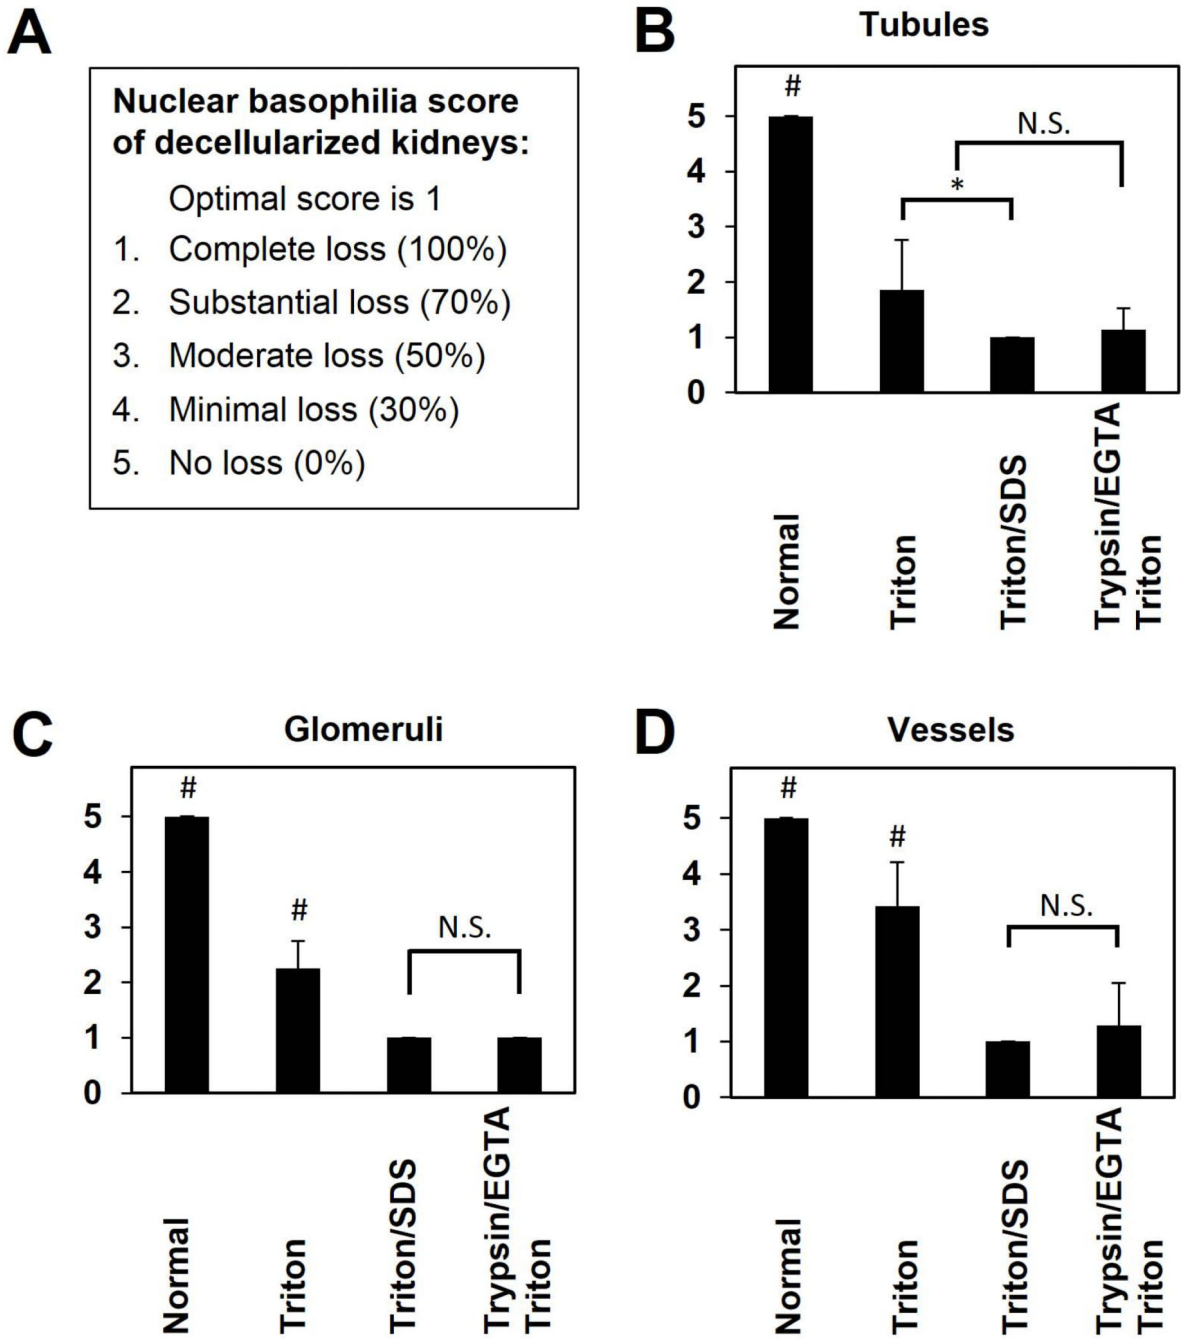 A
Nuclear basophilia score
of decellularized kidneys:
Optimal score is 1
1. Complete loss (100%)
2. Substantial loss (70%)
3. Moderate loss (50%)
4. Minimal loss (30%)
5. No loss (0%)
B
Tubules
#
N.S.
*
5
4
3
2
1
0
Normal
Triton
Triton/SDS
Trypsin/EGTA
Triton
C
Glomeruli
#
#
N.S.
5
4
3
2
1
0
Normal
Triton
Triton/SDS
Trypsin/EGTA
Triton
D
Vessels
#
#
N.S.
5
4
3
2
1
0
Normal
Triton
Triton/SDS
Trypsin/EGTA
Triton